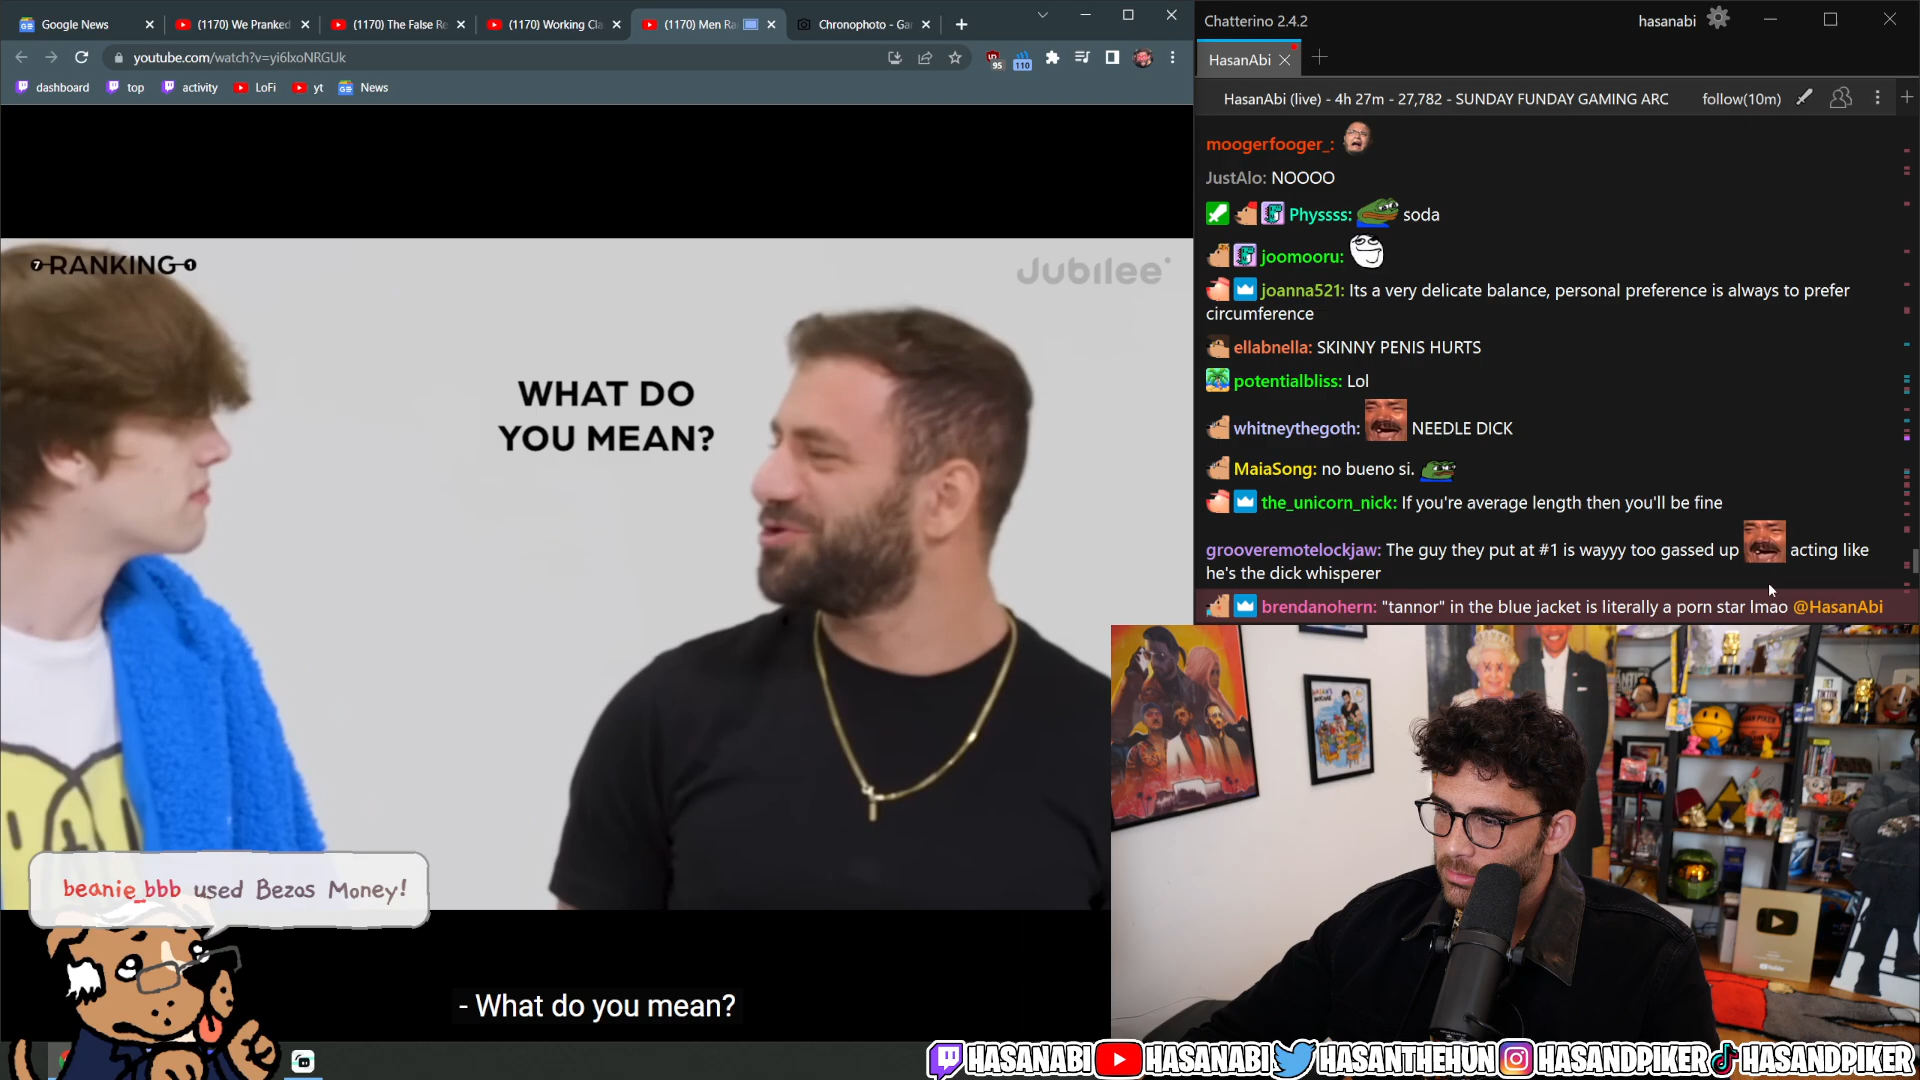 Google News
(1170) We Pranked
(1170) The False Re
(1170) Working Cla
(1170) Men Ra
Chronophoto - Ga
youtube.com/watch?v=yi6lxoNRGUk
95
110
dashboard
top
activity
LoFi
yt
News
7 RANKING 1
Jubilee
WHAT DO
YOU MEAN?
beanie_bbb used Bezos Money!
- What do you mean?
Chatterino 2.4.2
hasanabi
HasanAbi
HasanAbi (live) - 4h 27m - 27,782 - SUNDAY FUNDAY GAMING ARC
follow(10m)
moogerfooger_:
JustAlo: NOOOO
Physsss: soda
joomooru:
joanna521: Its a very delicate balance, personal preference is always to prefer
circumference
ellabnella: SKINNY PENIS HURTS
potentialbliss: Lol
whitneythegoth: NEEDLE DICK
MaiaSong: no bueno si.
the_unicorn_nick: If you're average length then you'll be fine
grooveremotelockjaw: The guy they put at #1 is wayyy too gassed up acting like
he's the dick whisperer
brendanohern: "tannor" in the blue jacket is literally a porn star lmao @HasanAbi
HASANABI
HASANABI
HASANTHEHUN
HASANDPIKER
HASANDPIKER